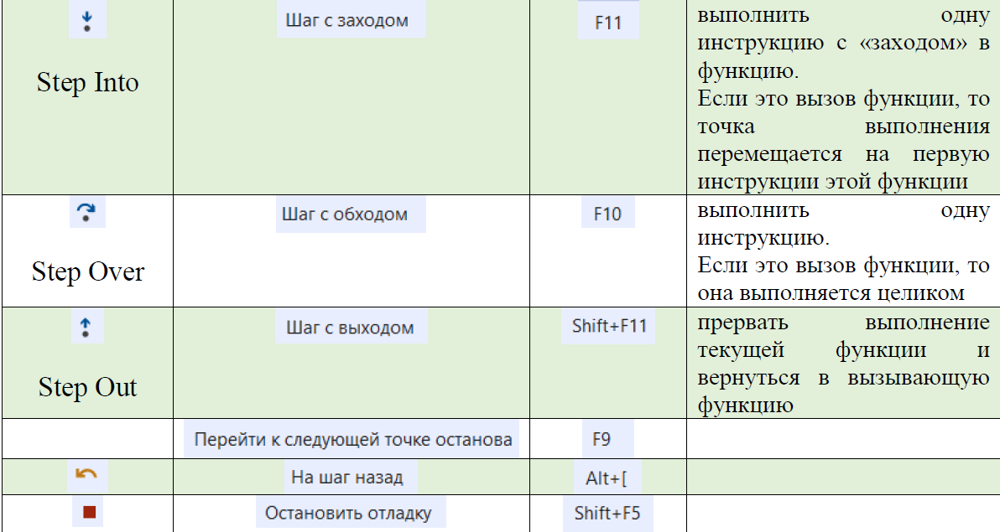 Шаг с заходом
F11
Step Into
выполнить одну
инструкцию с «заходом» в
функцию.
Если это вызов функции, то
точка выполнения
перемещается на первую
инструкции этой функции
Шаг с обходом
F10
Step Over
выполнить одну
инструкцию.
Если это вызов функции, то
она выполняется целиком
Шаг с выходом
Shift+F11
Step Out
прервать выполнение
текущей функции и
вернуться в вызывающую
функцию
Перейти к следующей точке останова
F9
На шаг назад
Alt+[
Остановить отладку
Shift+F5